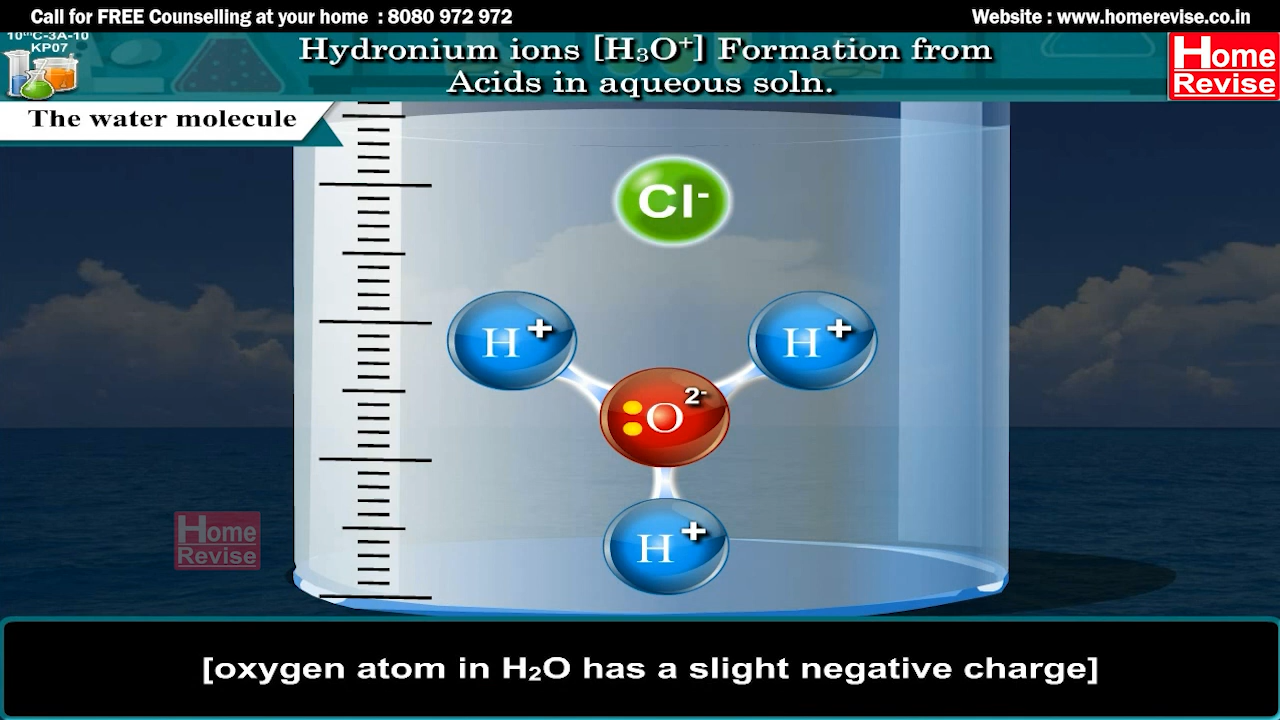 Call for FREE Counselling at your home : 8080 972 972
Website : www.homerevise.co.in
10thC-3A-10
KP07
Hydronium ions [H₃O⁺] Formation from
Acids in aqueous soln.
Home
Revise
The water molecule
Cl⁻
H⁺
H⁺
O²⁻
H⁺
Home
Revise
[oxygen atom in H₂O has a slight negative charge]